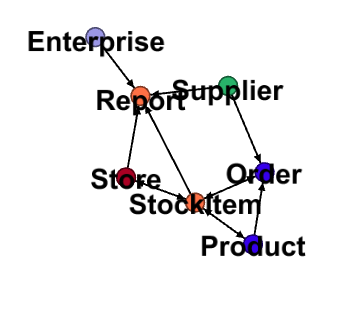 Enterprise
Supplier
Report
Store
Order
StockItem
Product